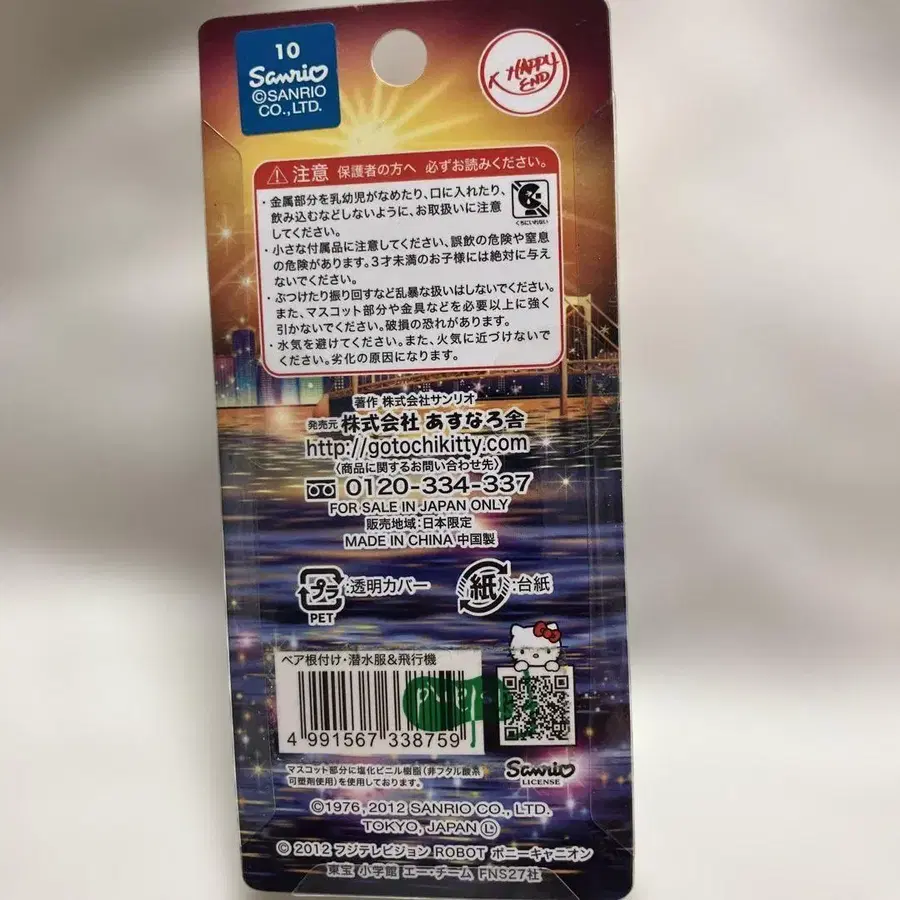 10
Sanrio
©SANRIO
CO.,LTD.
HAPPY
END
注意 保護者の方へ 必ずお読みください。
・金属部分を乳幼児がなめたり、口に入れたり、
飲み込むなどしないように、お取扱いに注意
してください。
くちにいれない
・小さな付属品に注意してください、誤飲の危険や窒息
の危険があります。3才未満のお子様には絶対に与え
ないでください。
・ぶつけたり振り回すなど乱暴な扱いはしないでください。
また、マスコット部分や金具などを必要以上に強く
引かないでください。破損の恐れがあります。
・水気を避けてください。また、火気に近づけないで
ください。劣化の原因になります。
著作 株式会社サンリオ
発売元 株式会社 あすなろ舎
http://gotochikitty.com
〈商品に関するお問い合わせ先〉
0120-334-337
FOR SALE IN JAPAN ONLY
販売地域:日本限定
MADE IN CHINA 中国製
プラ:透明カバー
PET
紙:台紙
ペア根付け・潜水服&飛行機
4 991567 338759
マスコット部分に塩化ビニル樹脂(非フタル酸系
可塑剤使用)を使用しております。
Sanrio
LICENSE
©1976, 2012 SANRIO CO., LTD.
TOKYO, JAPAN Ⓛ
© 2012 フジテレビジョン ROBOT ポニーキャニオン
東宝 小学館 エー・チーム FNS27社